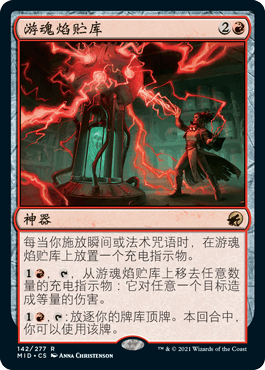 游魂焰贮库 2
神器
每当你施放瞬间或法术咒语时，在游魂
焰贮库上放置一个充电指示物。
1，，从游魂焰贮库上移去任意数
量的充电指示物：它对任意一个目标造
成等量的伤害。
1，：放逐你的牌库顶牌。本回合中，
你可以使用该牌。
142/277 R
MID • CS ANNA CHRISTENSON
™ & © 2021 Wizards of the Coast